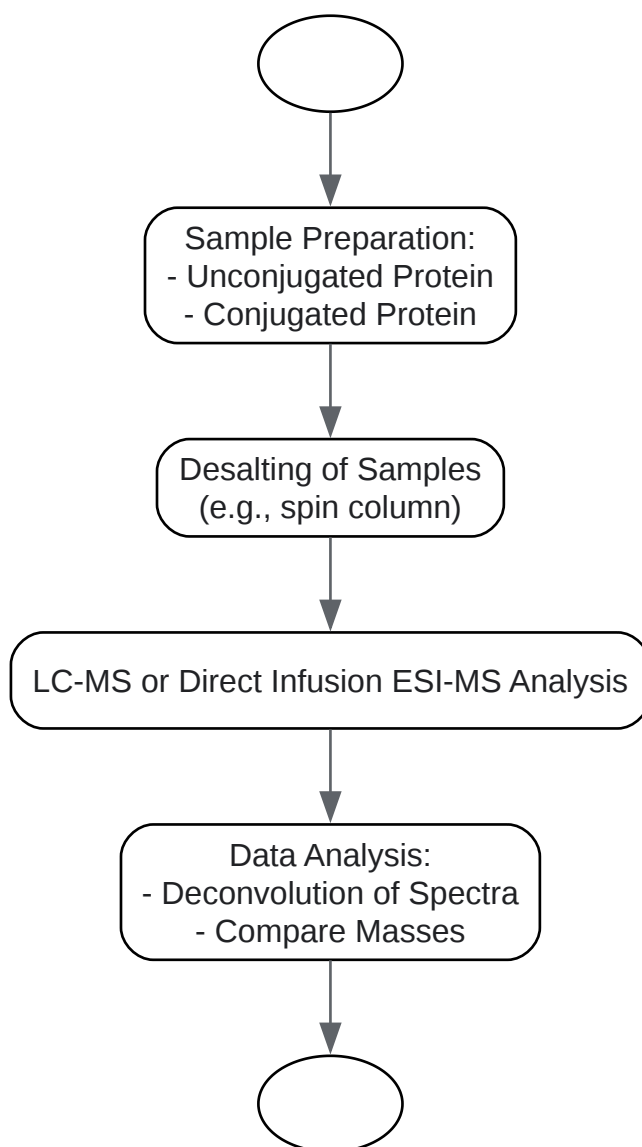 Sample Preparation:
- Unconjugated Protein
- Conjugated Protein
Desalting of Samples
(e.g., spin column)
LC-MS or Direct Infusion ESI-MS Analysis
Data Analysis:
- Deconvolution of Spectra
- Compare Masses